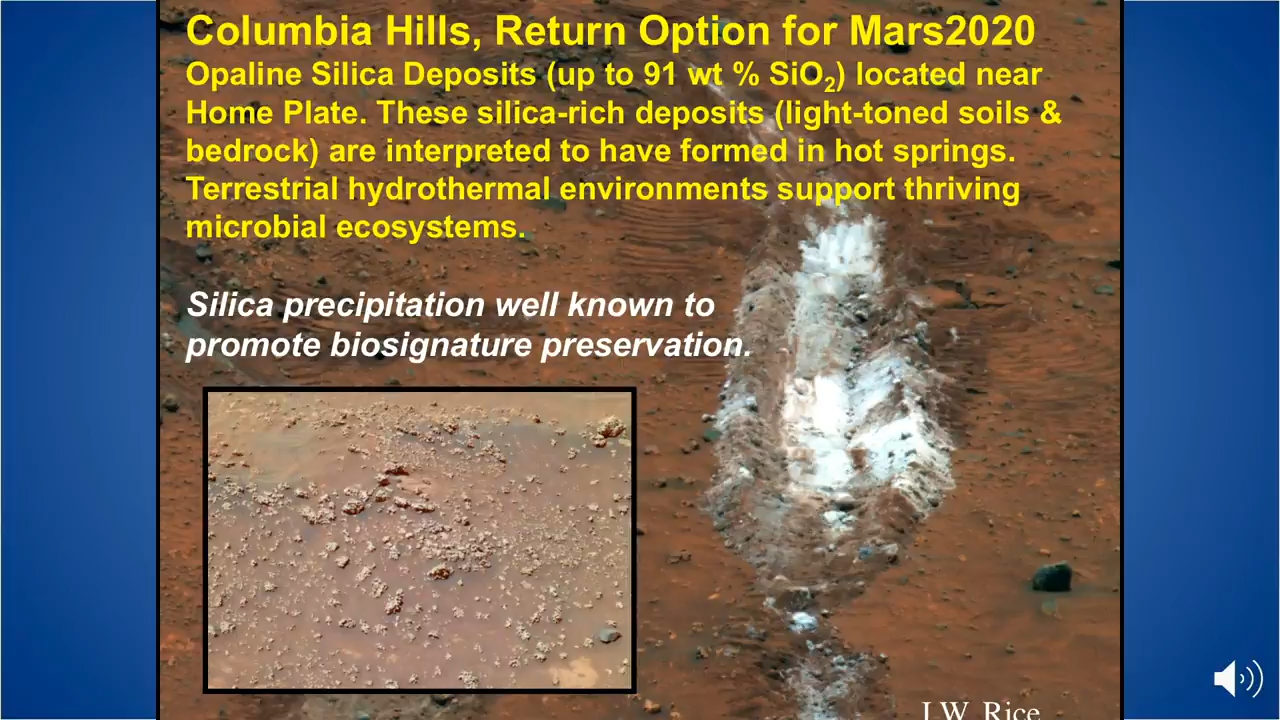 Columbia Hills, Return Option for Mars2020
Opaline Silica Deposits (up to 91 wt % SiO₂) located near
Home Plate. These silica-rich deposits (light-toned soils &
bedrock) are interpreted to have formed in hot springs.
Terrestrial hydrothermal environments support thriving
microbial ecosystems.
Silica precipitation well known to
promote biosignature preservation.
J.W. Rice